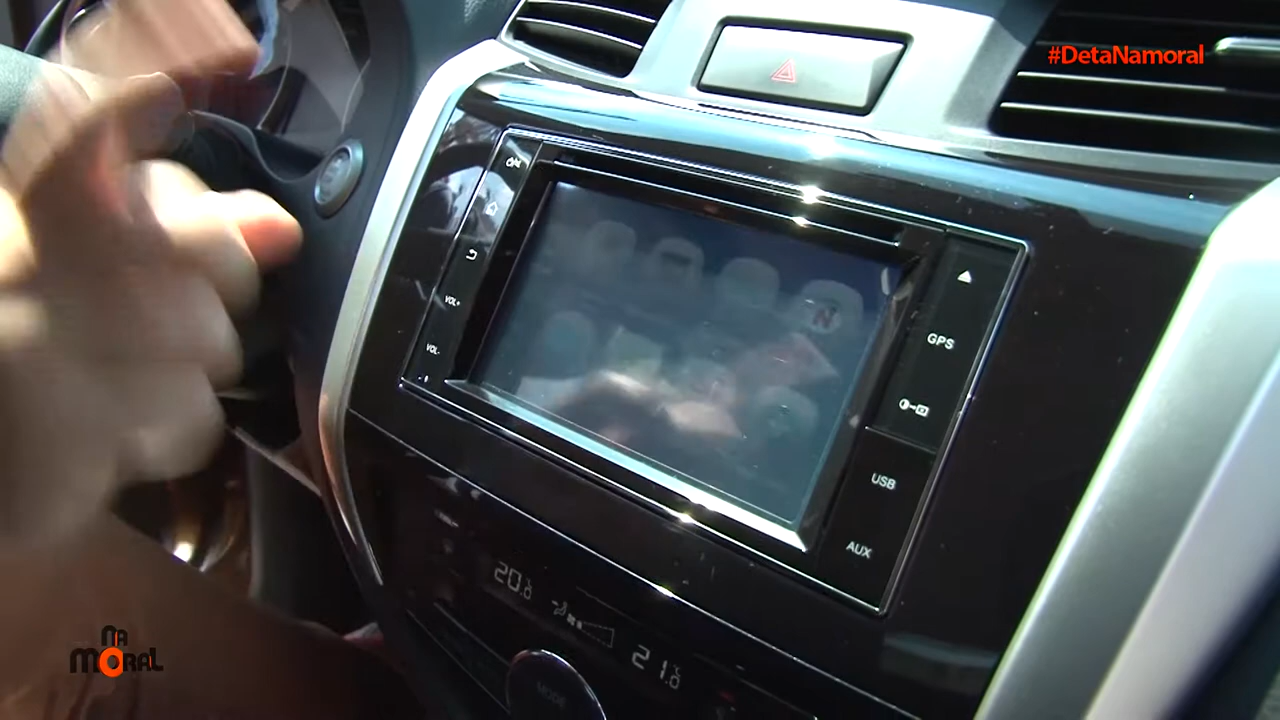 #DetaNamoral
VOL+
VOL-
GPS
USB
AUX
20.0
21.0 °C
MODE
NA
MORAL